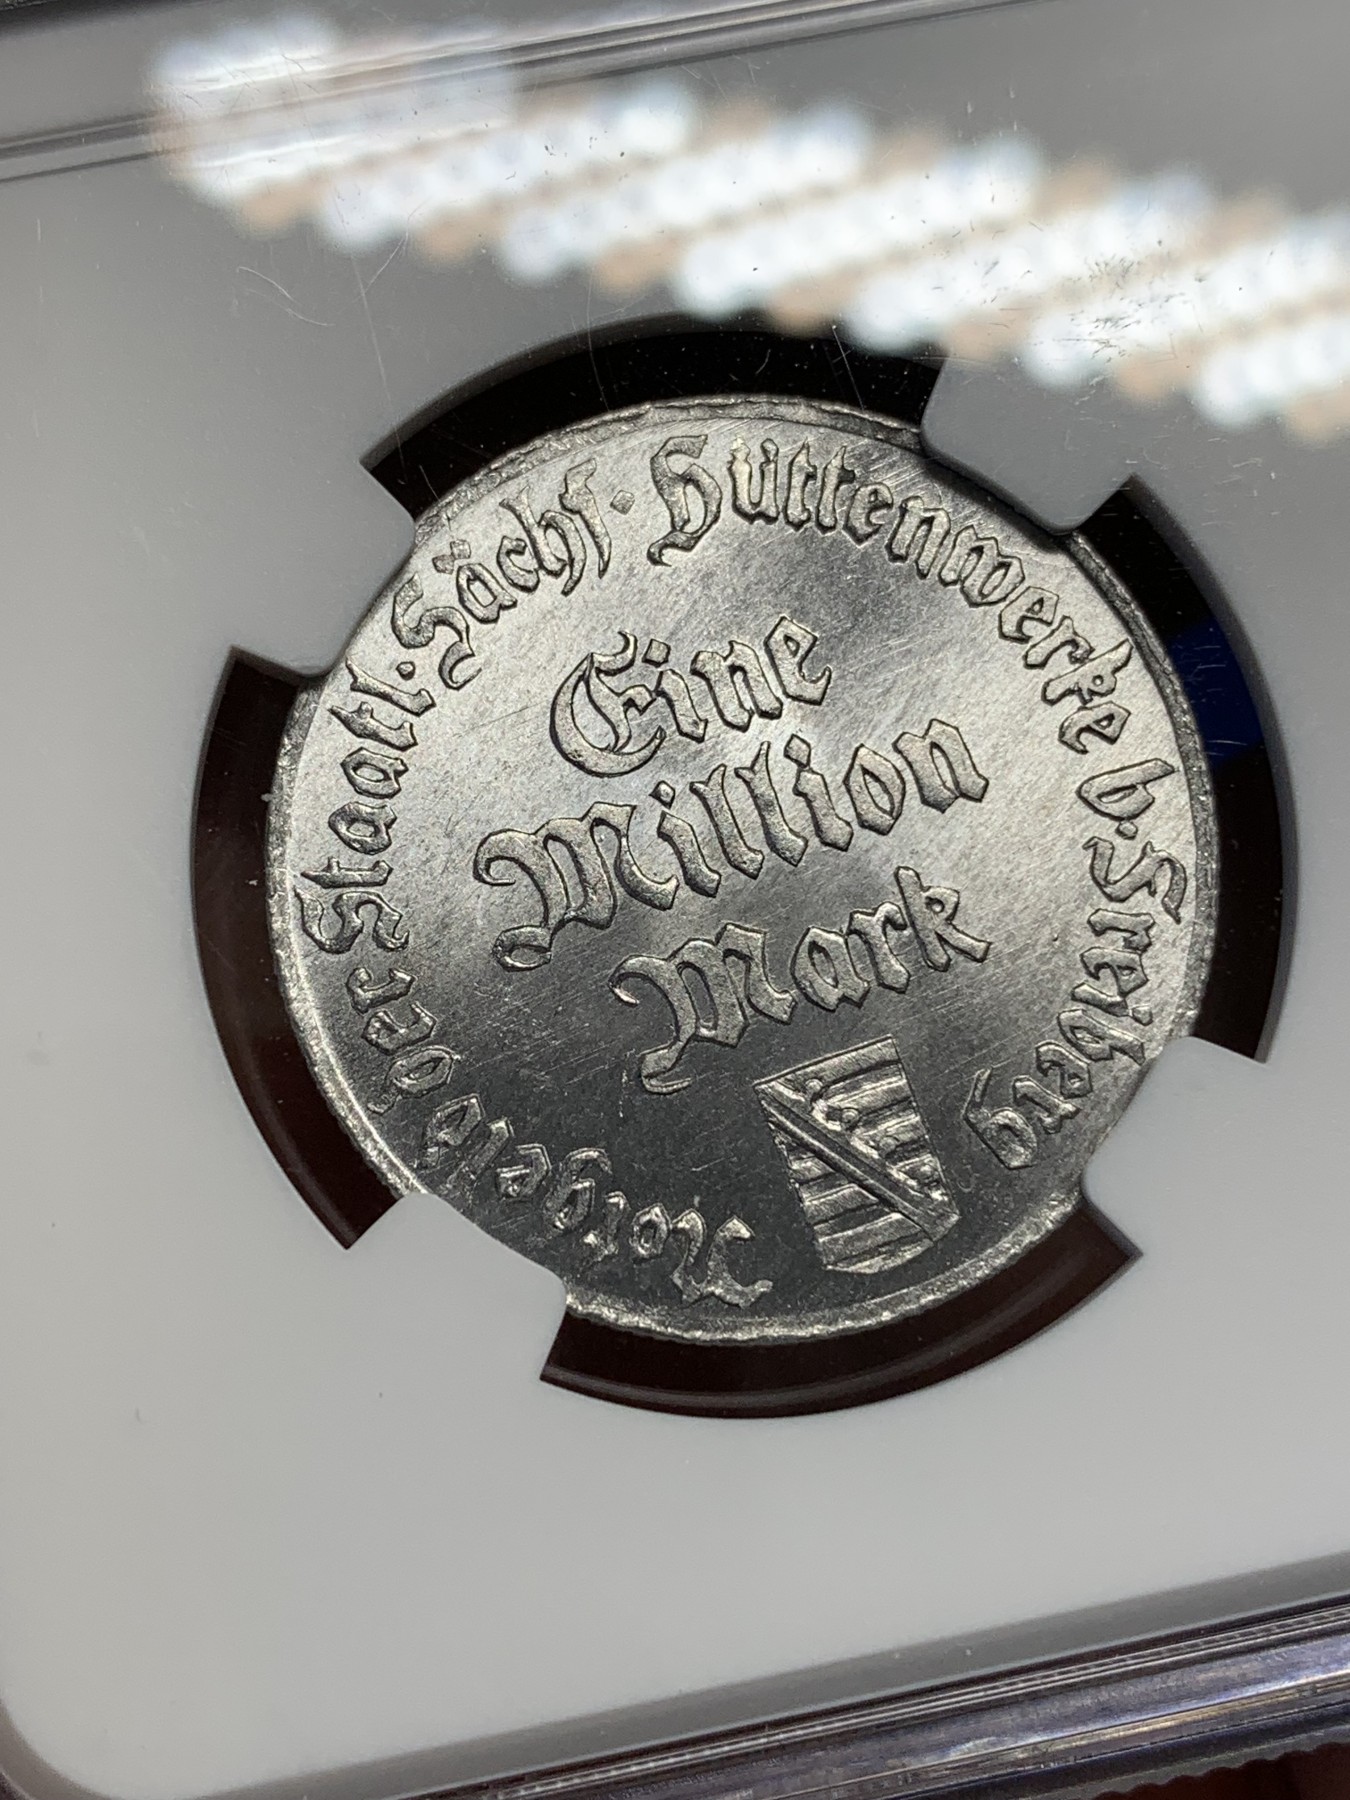 Notgeld der Staatl. Sächs. Hüttenwerke b. Freiberg
Eine
Million
Mark